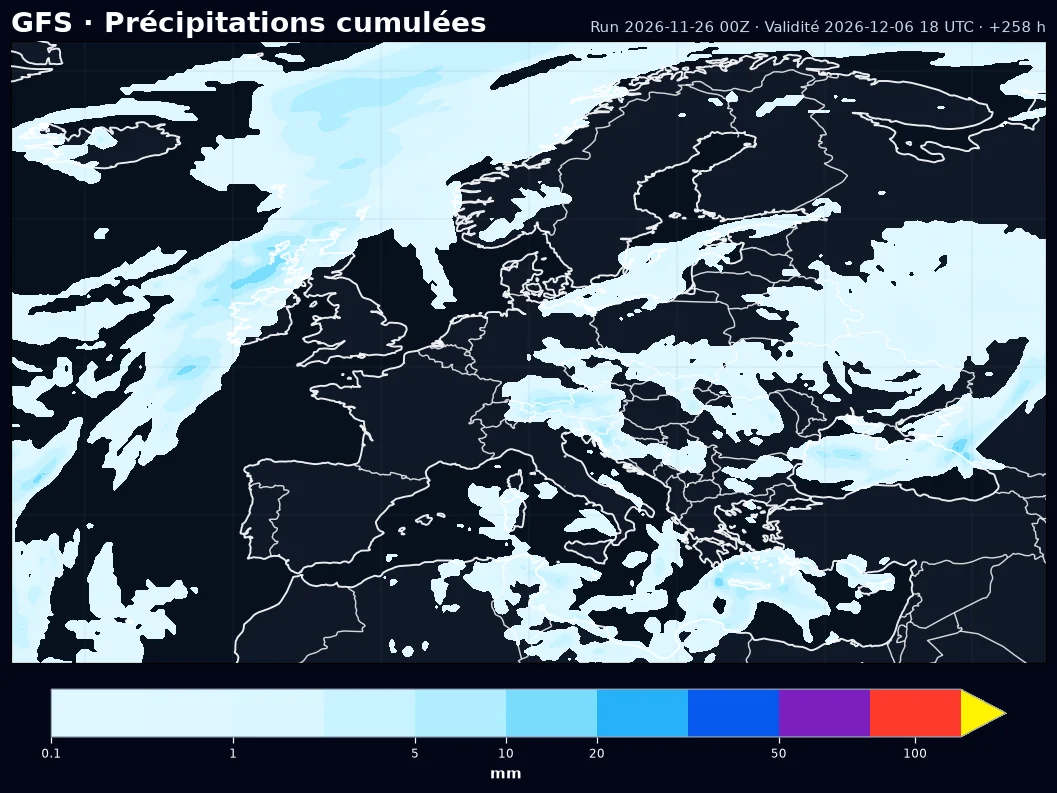 GFS · Précipitations cumulées
Run 2026-11-26 00Z · Validité 2026-12-06 18 UTC · +258 h
0.1 1 5 10 20 50 100
mm